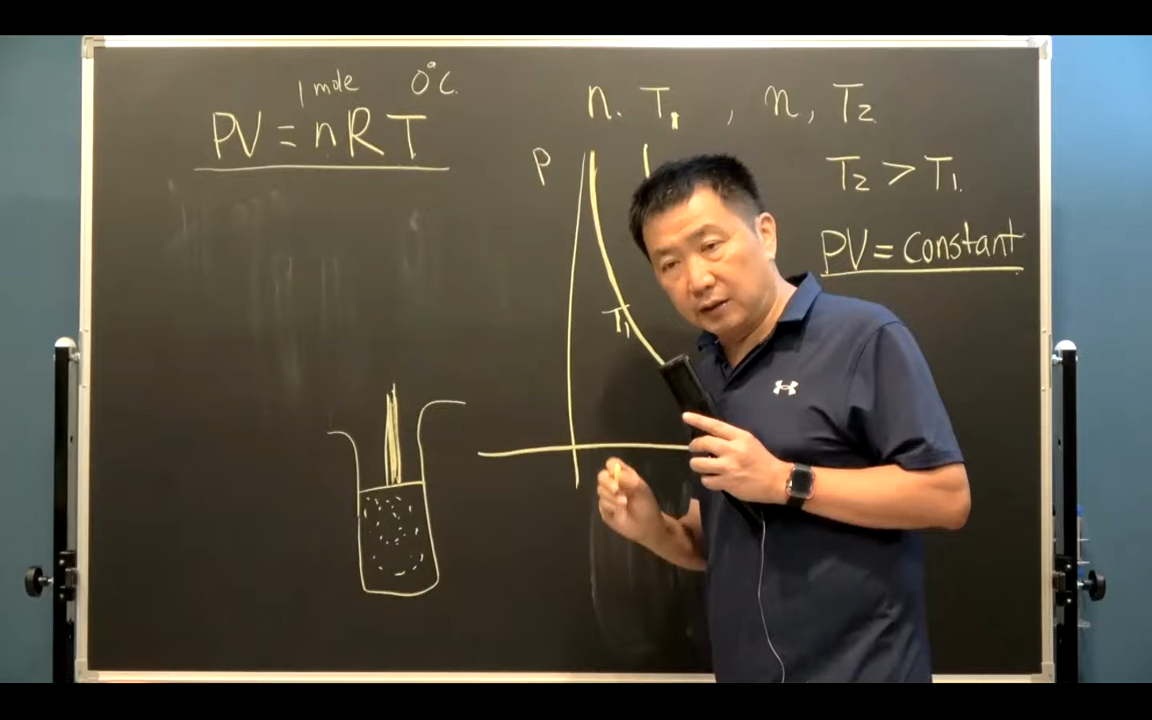 1 mole 0°C.
PV = nRT
n. T₁, n, T₂
P
T₂ > T₁.
PV = constant
T₁